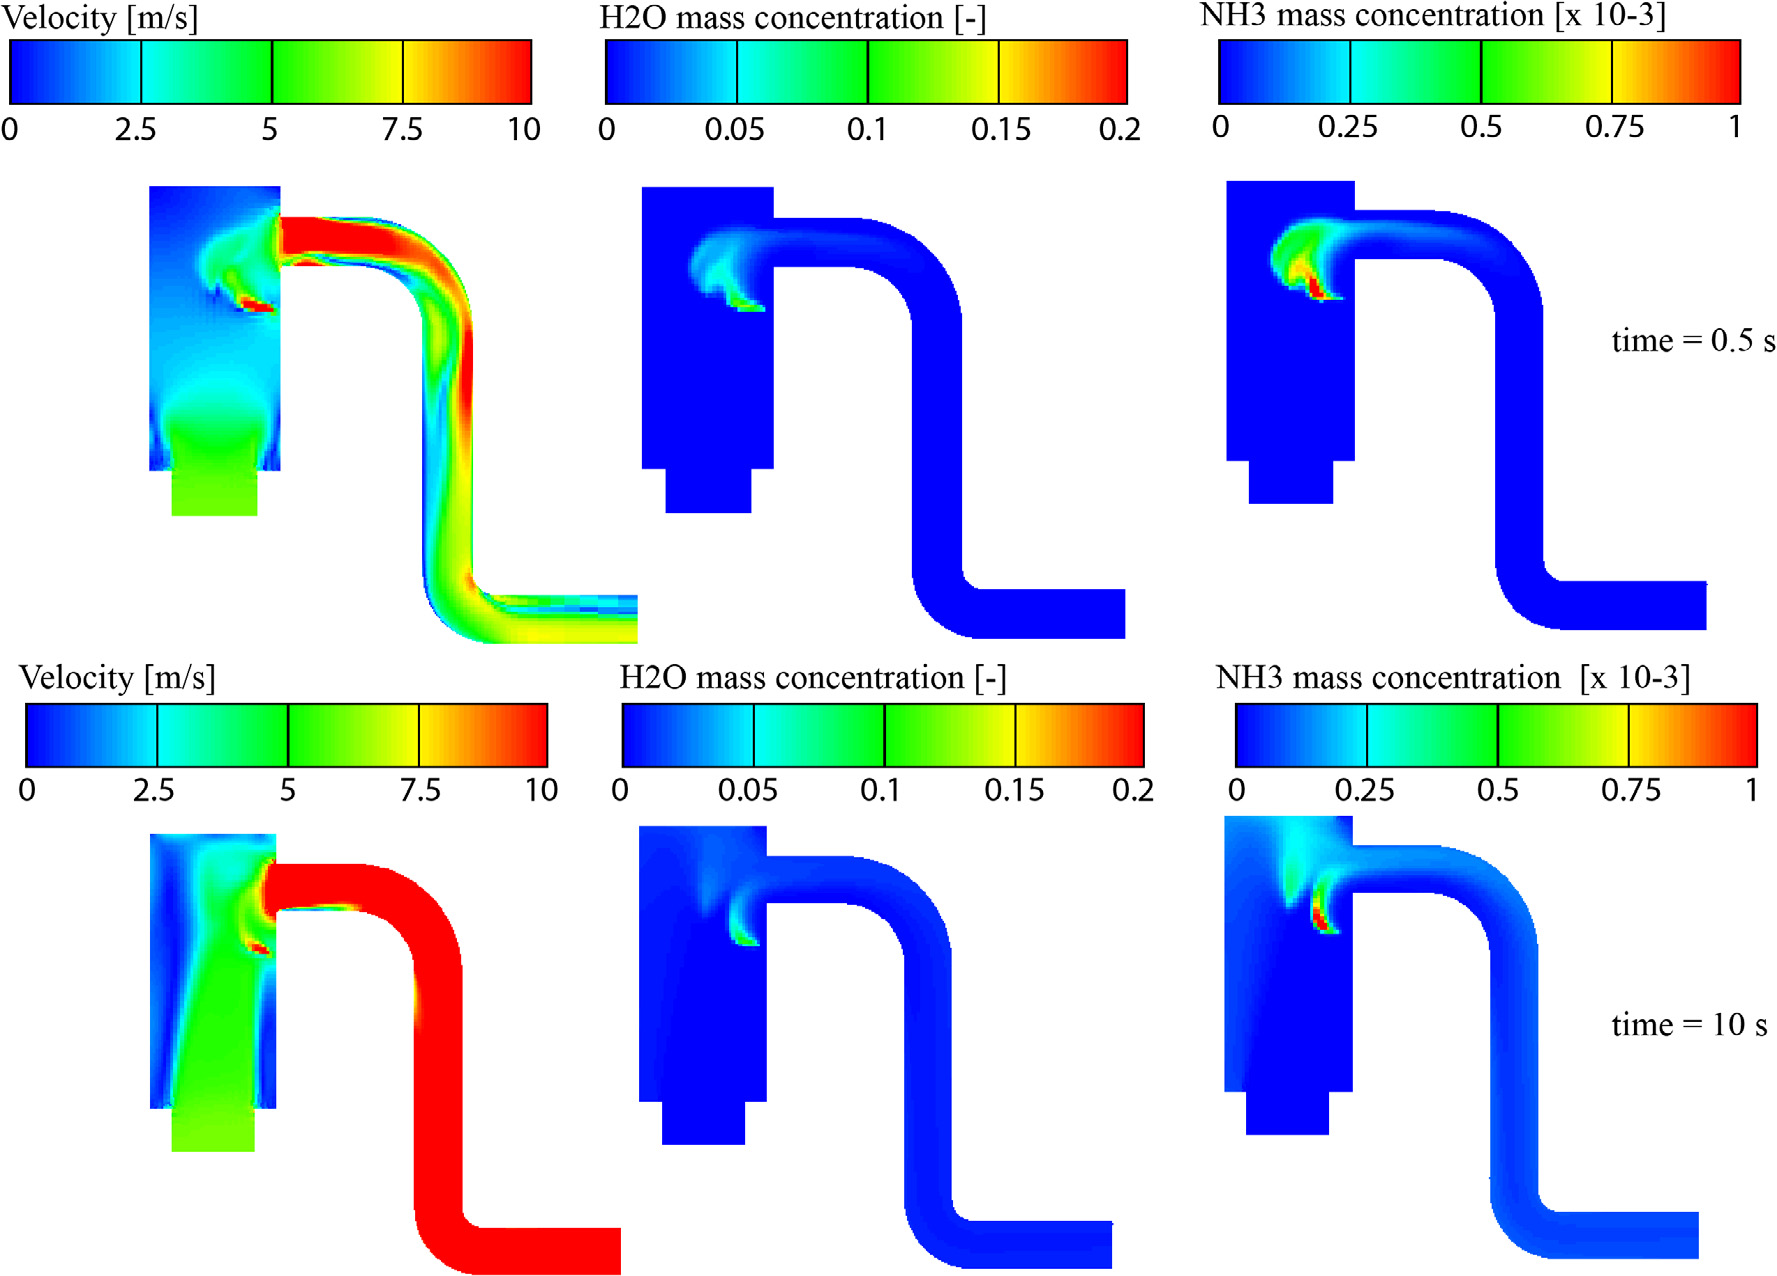 Velocity [m/s] H2O mass concentration [-] NH3 mass concentration [x 10-3]
0 2.5 5 7.5 10 0 0.05 0.1 0.15 0.2 0 0.25 0.5 0.75 1
time = 0.5 s
Velocity [m/s] H2O mass concentration [-] NH3 mass concentration [x 10-3]
0 2.5 5 7.5 10 0 0.05 0.1 0.15 0.2 0 0.25 0.5 0.75 1
time = 10 s